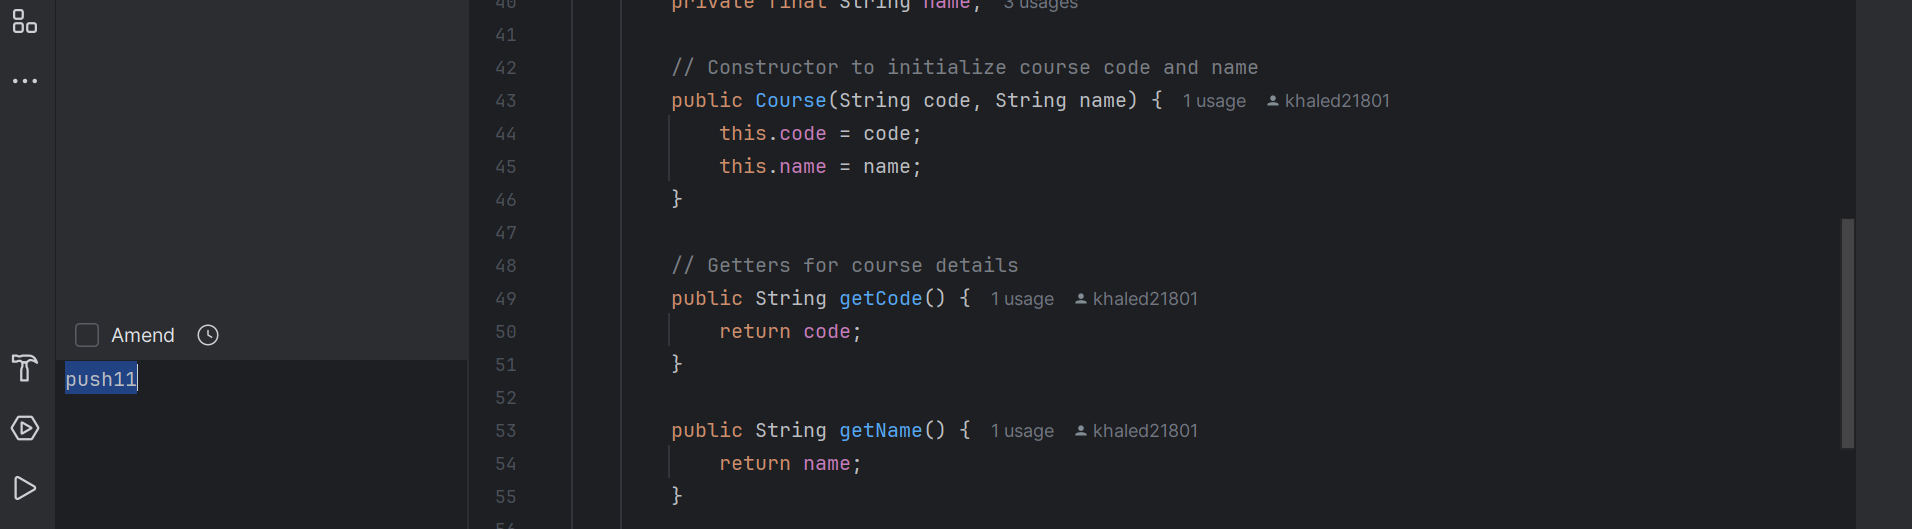 Amend
push11
40 private final String name; 3 usages
41
42 // Constructor to initialize course code and name
43 public Course(String code, String name) { 1 usage khaled21801
44 this.code = code;
45 this.name = name;
46 }
47
48 // Getters for course details
49 public String getCode() { 1 usage khaled21801
50 return code;
51 }
52
53 public String getName() { 1 usage khaled21801
54 return name;
55 }
56